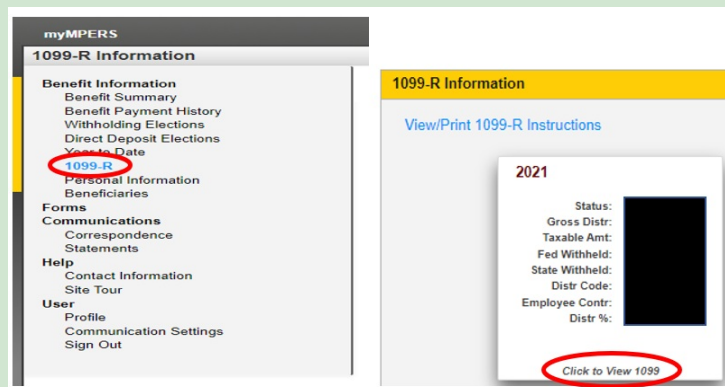 myMPERS
1099-R Information
Benefit Information
Benefit Summary
Benefit Payment History
Withholding Elections
Direct Deposit Elections
Year to Date
1099-R
Personal Information
Beneficiaries
Forms
Communications
Correspondence
Statements
Help
Contact Information
Site Tour
User
Profile
Communication Settings
Sign Out
1099-R Information
View/Print 1099-R Instructions
2021
Status:
Gross Distr:
Taxable Amt:
Fed Withheld:
State Withheld:
Distr Code:
Employee Contr:
Distr %:
Click to View 1099